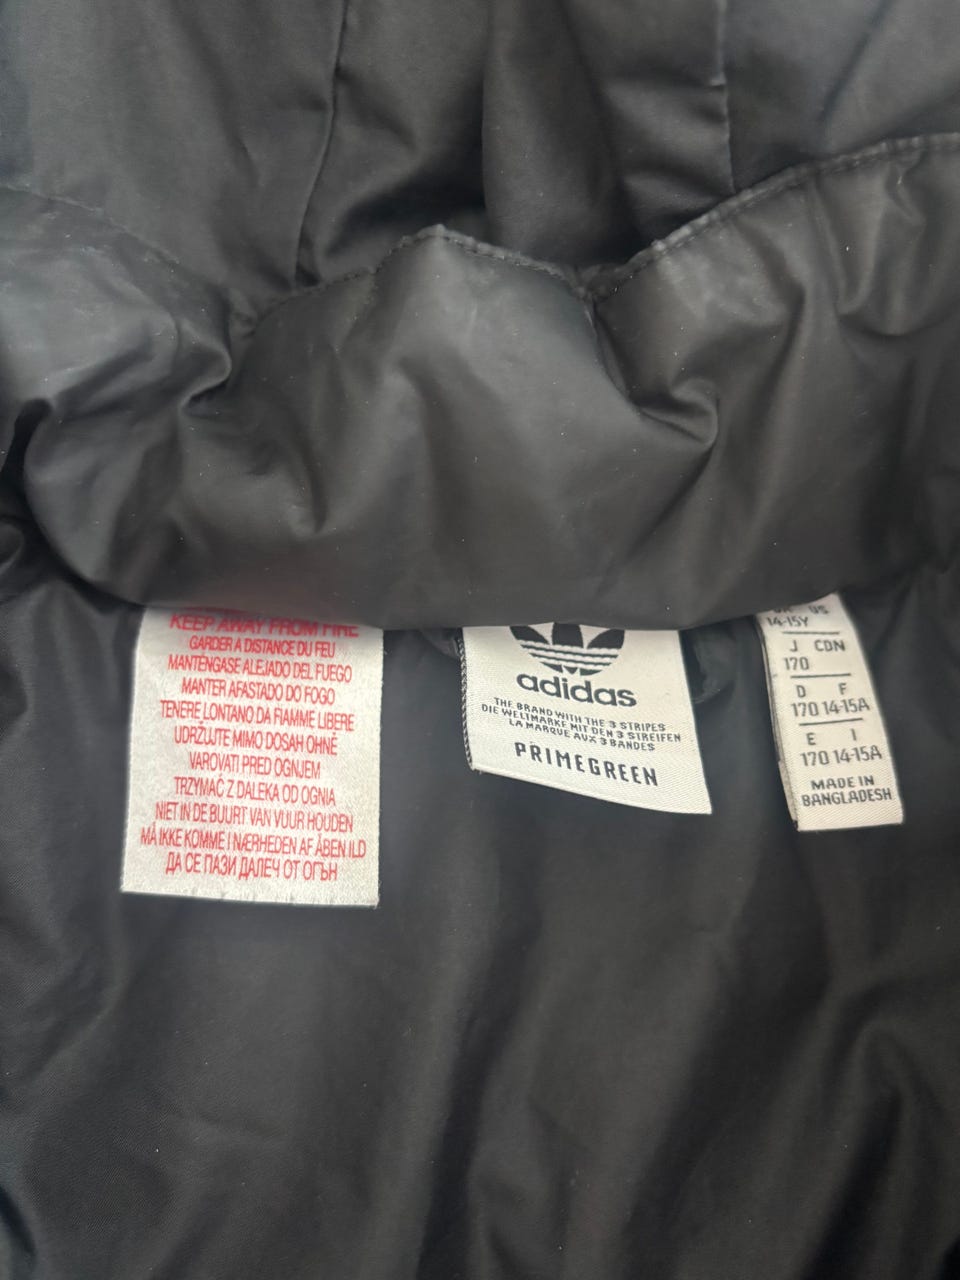 KEEP AWAY FROM FIRE
GARDER A DISTANCE DU FEU
MANTENGASE ALEJADO DEL FUEGO
MANTER AFASTADO DO FOGO
TENERE LONTANO DA FIAMME LIBERE
UDRŽUJTE MIMO DOSAH OHNĚ
VAROVATI PRED OGNJEM
TRZYMAĆ Z DALEKA OD OGNIA
NIET IN DE BUURT VAN VUUR HOUDEN
MÅ IKKE KOMME I NÆRHEDEN AF ÅBEN ILD
ДА СЕ ПАЗИ ДАЛЕЧ ОТ ОГЪН
adidas
THE BRAND WITH THE 3 STRIPES
DIE WELTMARKE MIT DEN 3 STREIFEN
LA MARQUE AUX 3 BANDES
PRIMEGREEN
US
14-15Y
J CDN
170
D F
170 14-15A
E I
170 14-15A
MADE IN
BANGLADESH